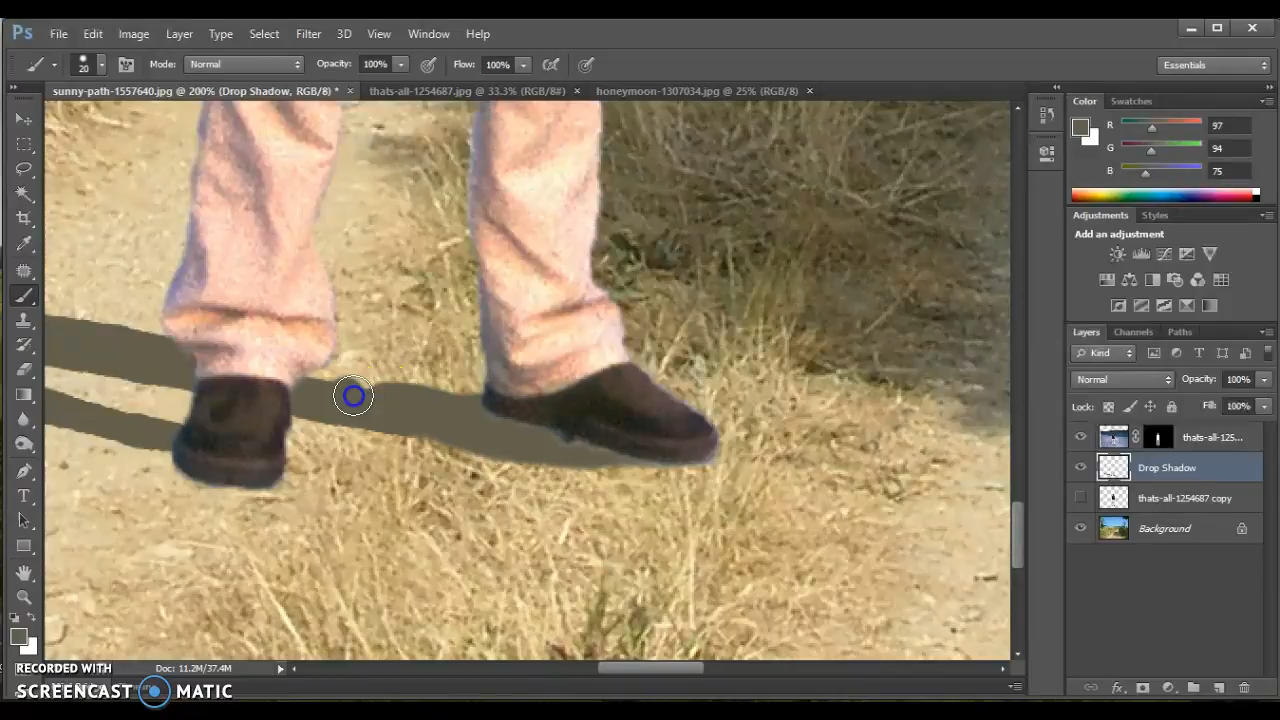 Ps File Edit Image Layer Type Select Filter 3D View Window Help
20 Mode: Normal Opacity: 100% Flow: 100% Essentials
sunny-path-1557640.jpg @ 200% (Drop Shadow, RGB/8) * × thats-all-1254687.jpg @ 33.3% (RGB/8#) × honeymoon-1307034.jpg @ 25% (RGB/8) ×
Color Swatches
R 97
G 94
B 75
Adjustments Styles
Add an adjustment
Layers Channels Paths
Kind
Normal Opacity: 100%
Lock: Fill: 100%
thats-all-125...
Drop Shadow
thats-all-1254687 copy
Background
T
RECORDED WITH
Doc: 11.2M/37.4M
SCREENCAST MATIC
fx